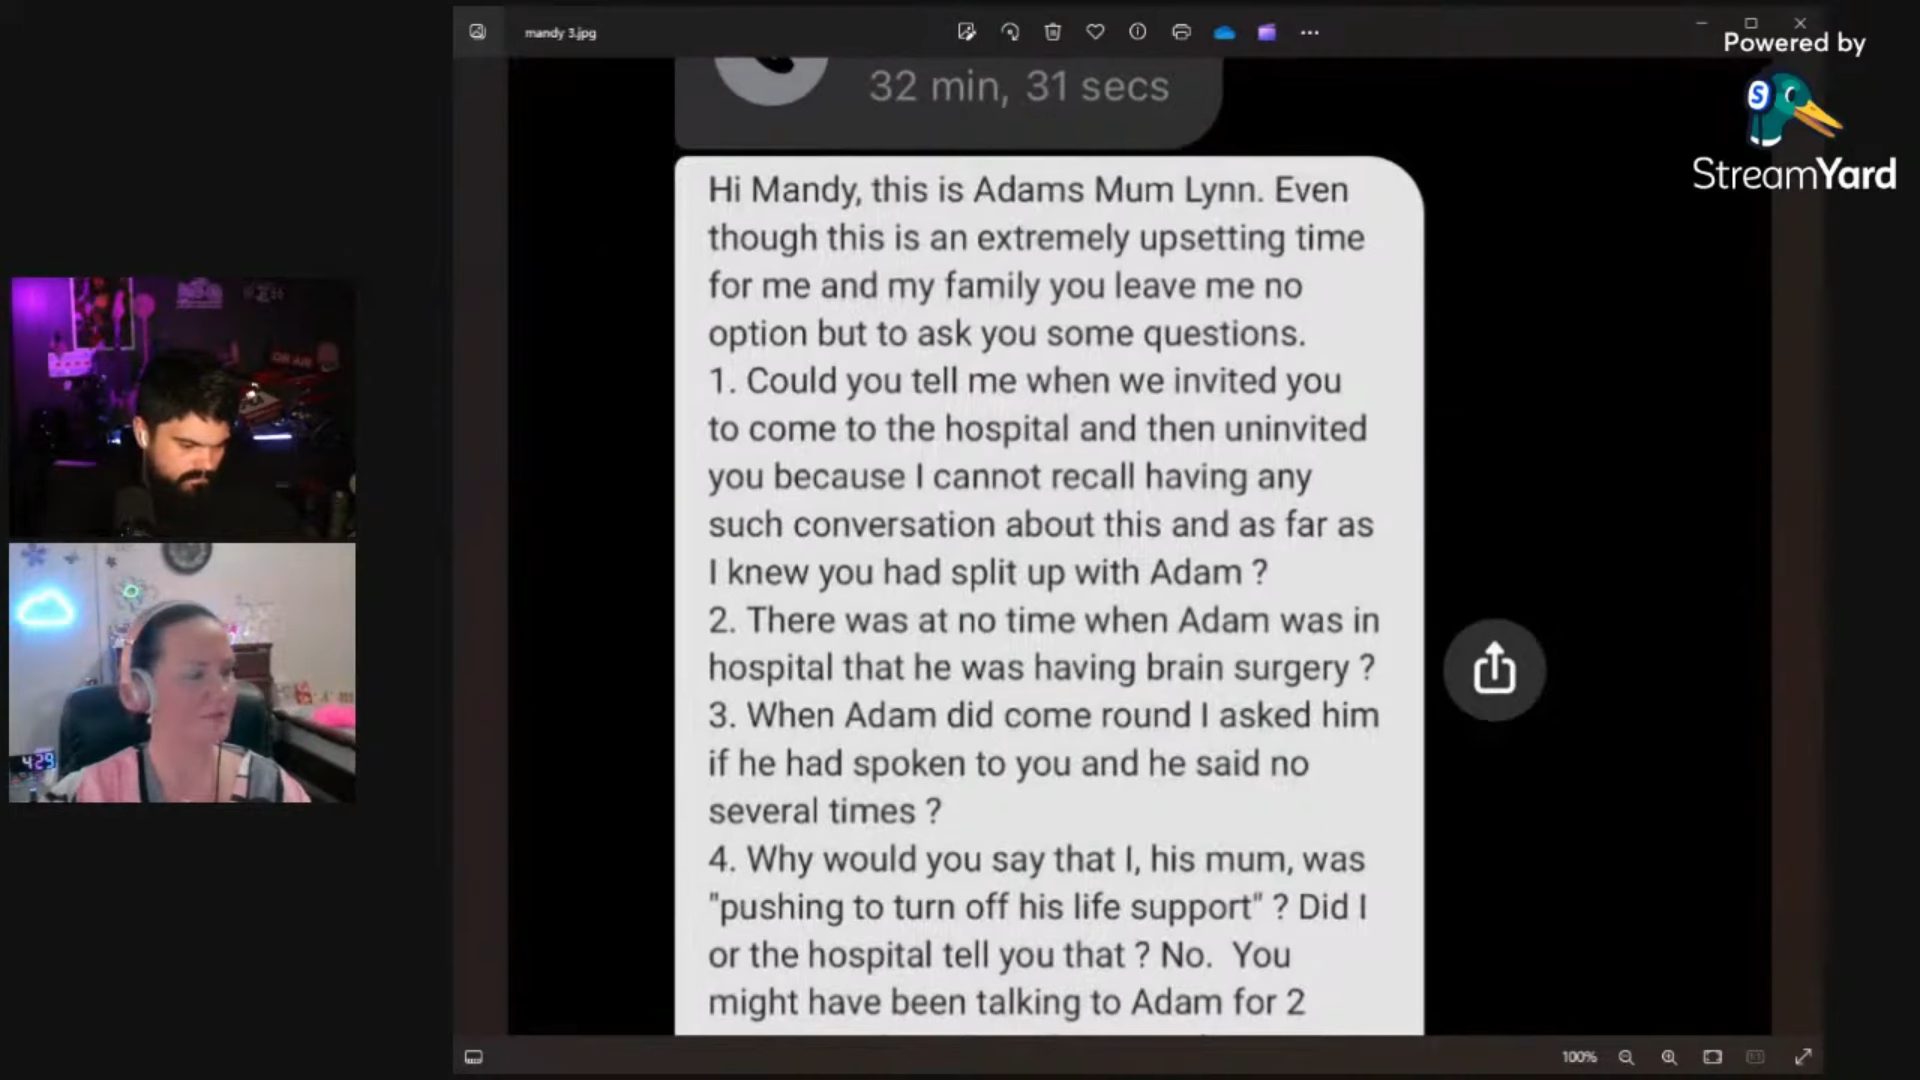 mandy 3.jpg
Powered by
StreamYard
32 min, 31 secs
Hi Mandy, this is Adams Mum Lynn. Even
though this is an extremely upsetting time
for me and my family you leave me no
option but to ask you some questions.
1. Could you tell me when we invited you
to come to the hospital and then uninvited
you because I cannot recall having any
such conversation about this and as far as
I knew you had split up with Adam ?
2. There was at no time when Adam was in
hospital that he was having brain surgery ?
3. When Adam did come round I asked him
if he had spoken to you and he said no
several times ?
4. Why would you say that I, his mum, was
"pushing to turn off his life support" ? Did I
or the hospital tell you that ? No.  You
might have been talking to Adam for 2
ON AIR
4:29
100%